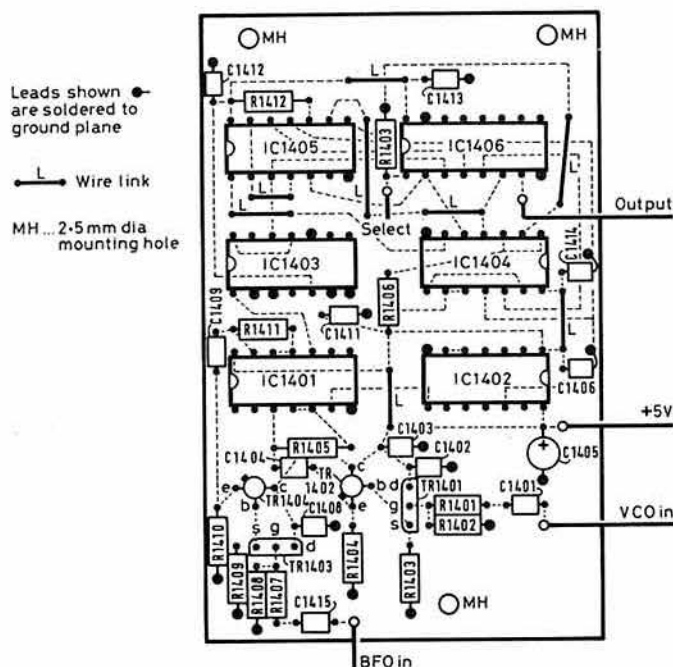 MH
MH
Leads shown
are soldered to
ground plane
L
Wire link
MH... 2·5 mm dia
mounting hole
C1412
R1412
L
C1413
IC1405
L
R1403
IC1406
L
L
L
Select
Output
IC1403
IC1404
C1414
C1409
R1411
C1411
R1406
L
IC1401
IC1402
C1406
L
+5V
C1404
R1405
C1403
C1402
+
C1405
e
c
b
TR1404
TR
1402
c
b
e
d
g
s
TR1401
R1401
C1401
R1402
VCO in
C1408
s
g
d
TR1403
R1410
R1409
R1408
R1407
R1404
R1403
C1415
MH
BFO in